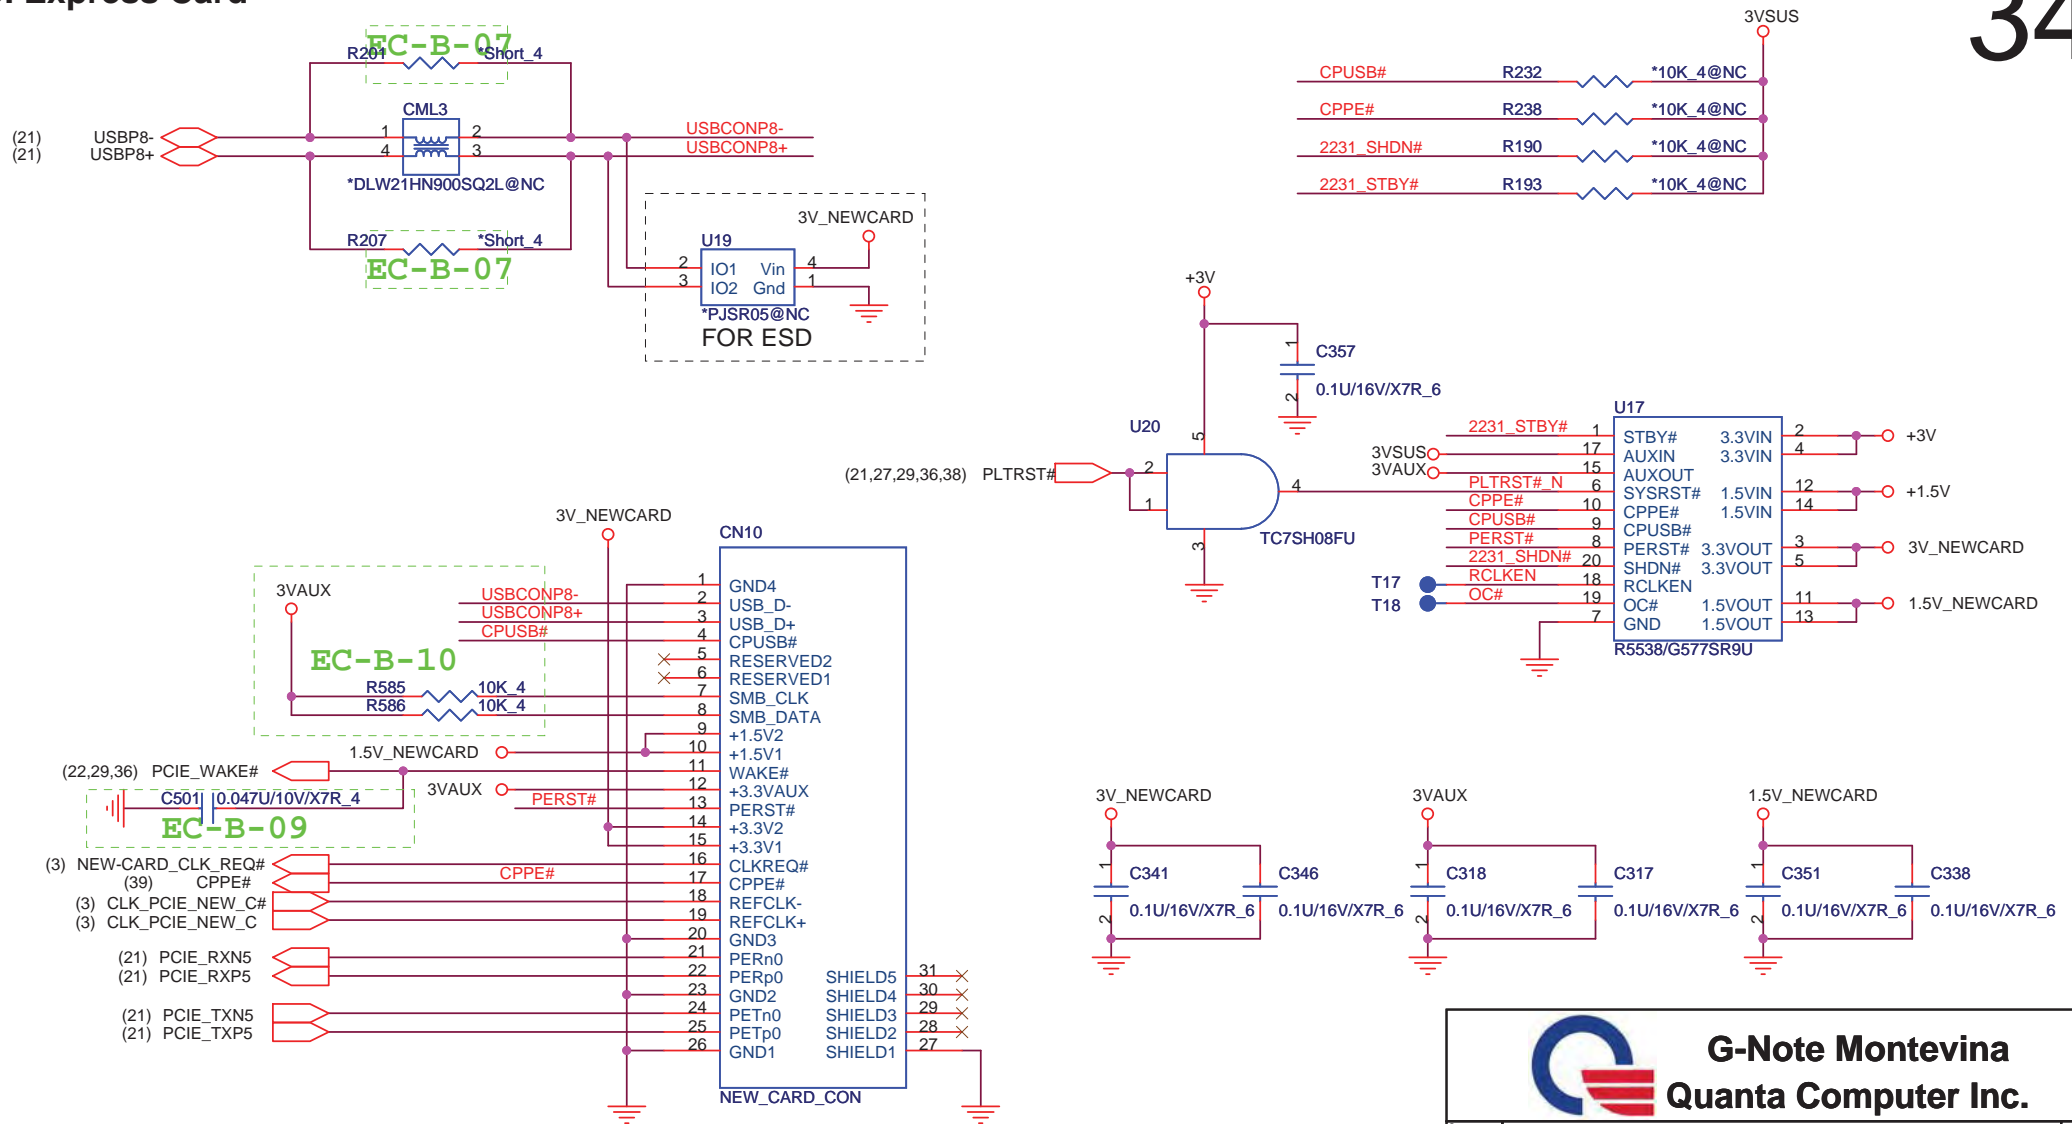 Express Card
34
EC-B-07
R201
*Short_4
CML3
(21) USBP8-
(21) USBP8+
1 2
4 3
USBCONP8-
USBCONP8+
*DLW21HN900SQ2L@NC
R207
*Short_4
EC-B-07
3V_NEWCARD
U19
2 IO1 Vin 4
3 IO2 Gnd 1
*PJSR05@NC
FOR ESD
3VSUS
CPUSB# R232 *10K_4@NC
CPPE# R238 *10K_4@NC
2231_SHDN# R190 *10K_4@NC
2231_STBY# R193 *10K_4@NC
+3V
1
C357
0.1U/16V/X7R_6
2
U20
5
(21,27,29,36,38) PLTRST#
2
1
4
3
TC7SH08FU
U17
2231_STBY# 1 STBY# 3.3VIN 2 +3V
3VSUS 17 AUXIN 3.3VIN 4
3VAUX 15 AUXOUT
PLTRST#_N 6 SYSRST# 1.5VIN 12 +1.5V
CPPE# 10 CPPE# 1.5VIN 14
CPUSB# 9 CPUSB#
PERST# 8 PERST# 3.3VOUT 3 3V_NEWCARD
2231_SHDN# 20 SHDN# 3.3VOUT 5
T17 RCLKEN 18 RCLKEN
T18 OC# 19 OC# 1.5VOUT 11 1.5V_NEWCARD
7 GND 1.5VOUT 13
R5538/G577SR9U
3V_NEWCARD
CN10
3VAUX
1 GND4
USBCONP8- 2 USB_D-
USBCONP8+ 3 USB_D+
CPUSB# 4 CPUSB#
EC-B-10
5 RESERVED2
6 RESERVED1
R585 10K_4 7 SMB_CLK
R586 10K_4 8 SMB_DATA
9 +1.5V2
1.5V_NEWCARD 10 +1.5V1
(22,29,36) PCIE_WAKE# 11 WAKE#
3VAUX 12 +3.3VAUX
C501 0.047U/10V/X7R_4
PERST# 13 PERST#
EC-B-09
14 +3.3V2
15 +3.3V1
(3) NEW-CARD_CLK_REQ# 16 CLKREQ#
(39) CPPE# CPPE# 17 CPPE#
(3) CLK_PCIE_NEW_C# 18 REFCLK-
(3) CLK_PCIE_NEW_C 19 REFCLK+
20 GND3
(21) PCIE_RXN5 21 PERn0
(21) PCIE_RXP5 22 PERp0 SHIELD5 31
23 GND2 SHIELD4 30
(21) PCIE_TXN5 24 PETn0 SHIELD3 29
(21) PCIE_TXP5 25 PETp0 SHIELD2 28
26 GND1 SHIELD1 27
NEW_CARD_CON
3V_NEWCARD 3VAUX 1.5V_NEWCARD
1 1 1
C341 C346 C318 C317 C351 C338
0.1U/16V/X7R_6 0.1U/16V/X7R_6 0.1U/16V/X7R_6 0.1U/16V/X7R_6 0.1U/16V/X7R_6 0.1U/16V/X7R_6
2 2 2
G-Note Montevina
Quanta Computer Inc.